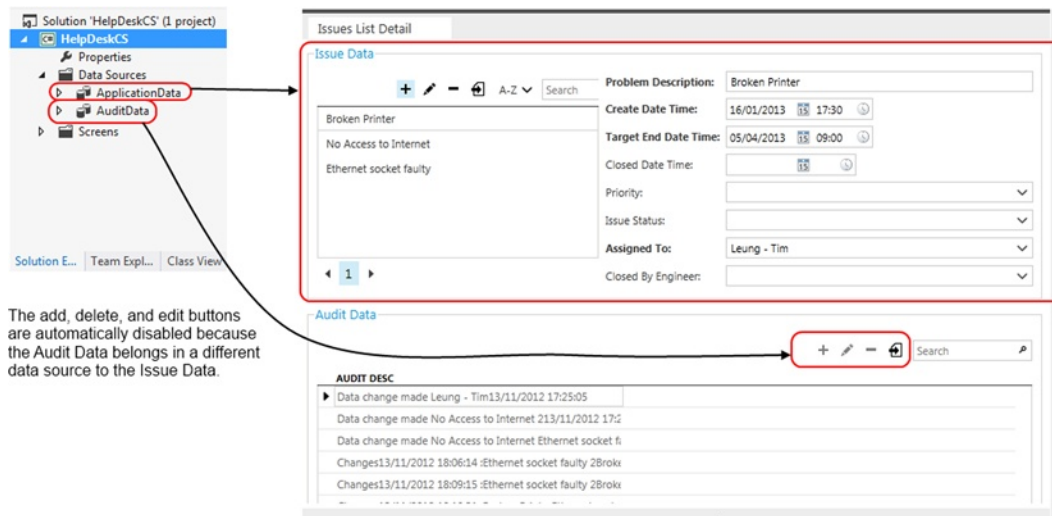 Solution 'HelpDeskCS' (1 project)
HelpDeskCS
Properties
Data Sources
ApplicationData
AuditData
Screens
Solution E... Team Expl... Class View
The add, delete, and edit buttons
are automatically disabled because
the Audit Data belongs in a different
data source to the Issue Data.
Issues List Detail
Issue Data
A-Z Search
Broken Printer
No Access to Internet
Ethernet socket faulty
1
Problem Description: Broken Printer
Create Date Time: 16/01/2013 15 17:30
Target End Date Time: 05/04/2013 15 09:00
Closed Date Time: 15
Priority:
Issue Status:
Assigned To: Leung - Tim
Closed By Engineer:
Audit Data
Search
AUDIT DESC
Data change made Leung - Tim13/11/2012 17:25:05
Data change made No Access to Internet 213/11/2012 17:2
Data change made No Access to Internet Ethernet socket fa
Changes13/11/2012 18:06:14 :Ethernet socket faulty 2Broke
Changes13/11/2012 18:09:15 :Ethernet socket faulty 2Broke